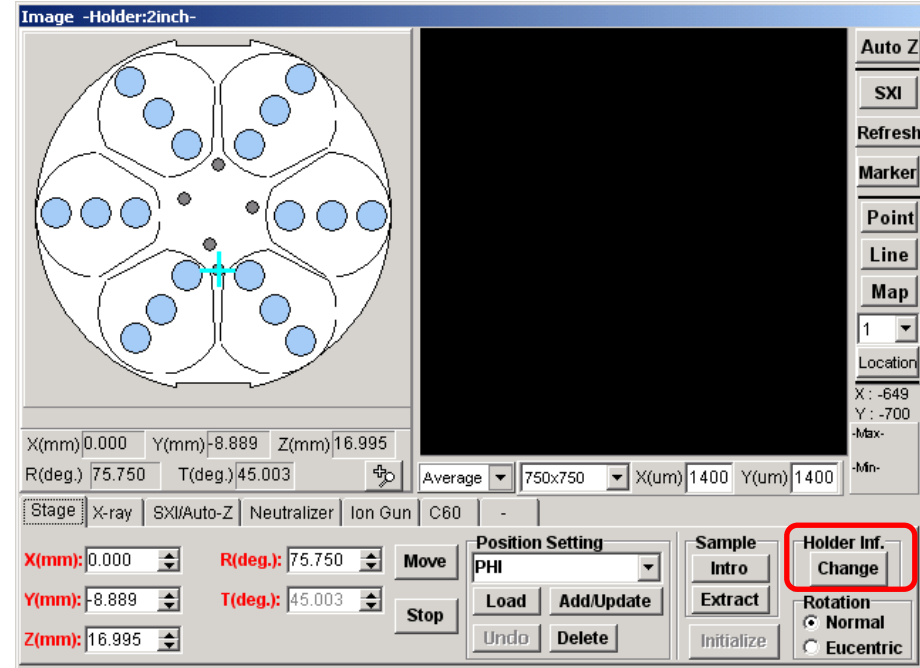 Image -Holder:2inch-
Auto Z
SXI
Refresh
Marker
Point
Line
Map
1
Location
X : -649
Y : -700
-Max-
-Min-
X(mm) 0.000 Y(mm) -8.889 Z(mm) 16.995
R(deg.) 75.750 T(deg.) 45.003
Average 750x750 X(um) 1400 Y(um) 1400
Stage X-ray SXI/Auto-Z Neutralizer Ion Gun C60 -
X(mm): 0.000 R(deg.): 75.750 Move
Y(mm): -8.889 T(deg.): 45.003 Stop
Z(mm): 16.995
Position Setting
PHI
Load Add/Update
Undo Delete
Sample
Intro
Extract
Initialize
Holder Inf.
Change
Rotation
Normal
Eucentric